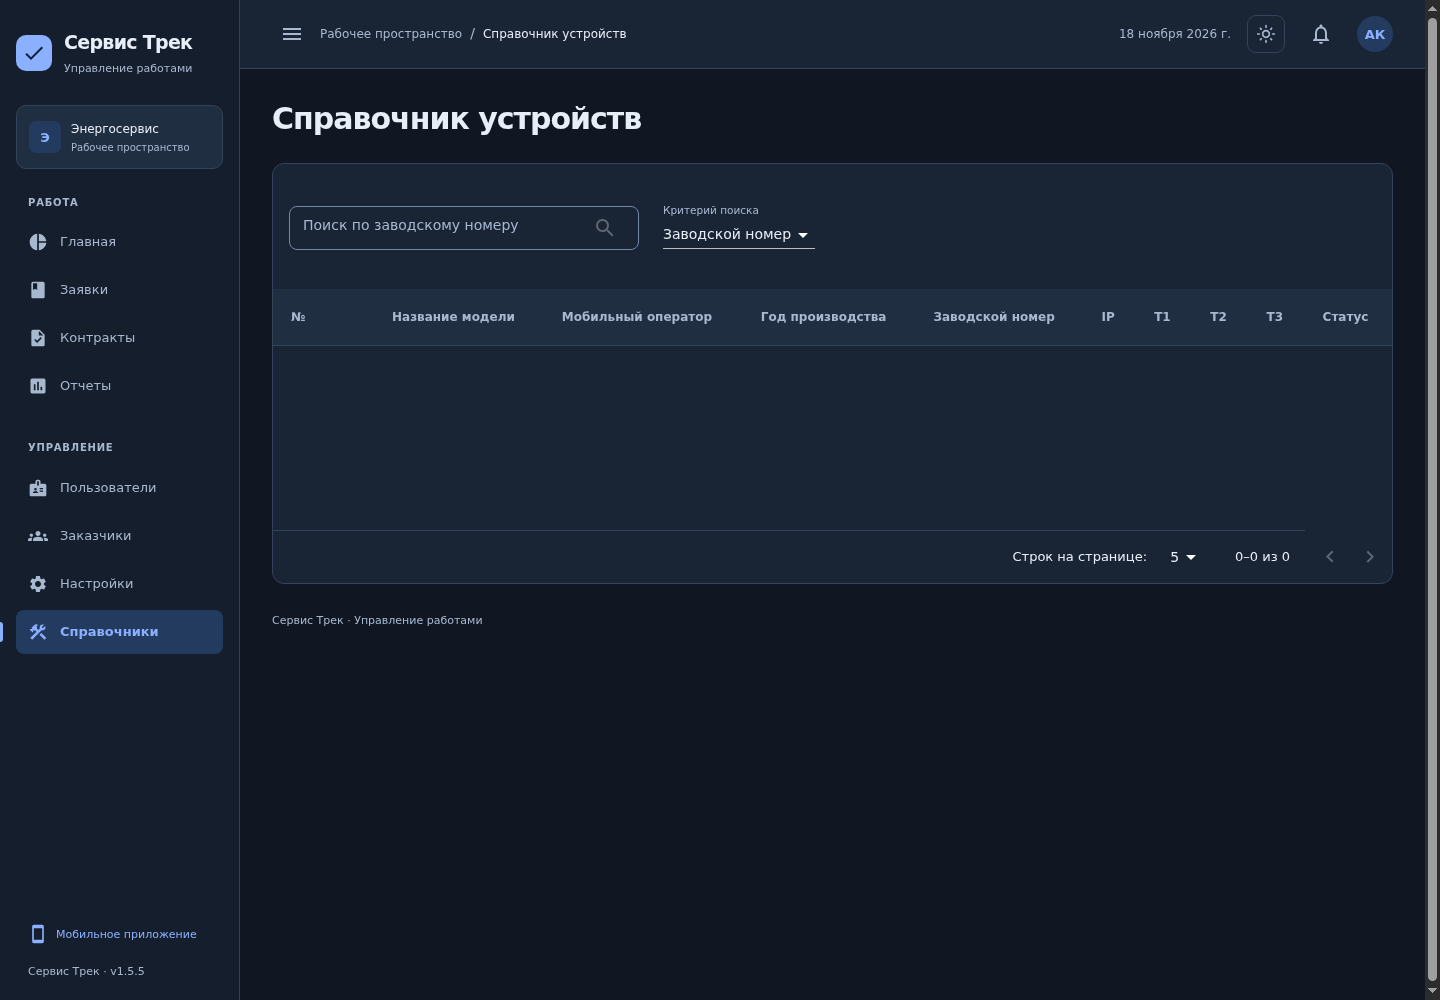 Сервис Трек
Управление работами
Э
Энергосервис
Рабочее пространство
РАБОТА
Главная
Заявки
Контракты
Отчеты
УПРАВЛЕНИЕ
Пользователи
Заказчики
Настройки
Справочники
Мобильное приложение
Сервис Трек · v1.5.5
Рабочее пространство / Справочник устройств
18 ноября 2026 г.
АК
Справочник устройств
Поиск по заводскому номеру
Критерий поиска
Заводской номер
№ Название модели Мобильный оператор Год производства Заводской номер IP T1 T2 T3 Статус
Строк на странице: 5 0–0 из 0
Сервис Трек · Управление работами